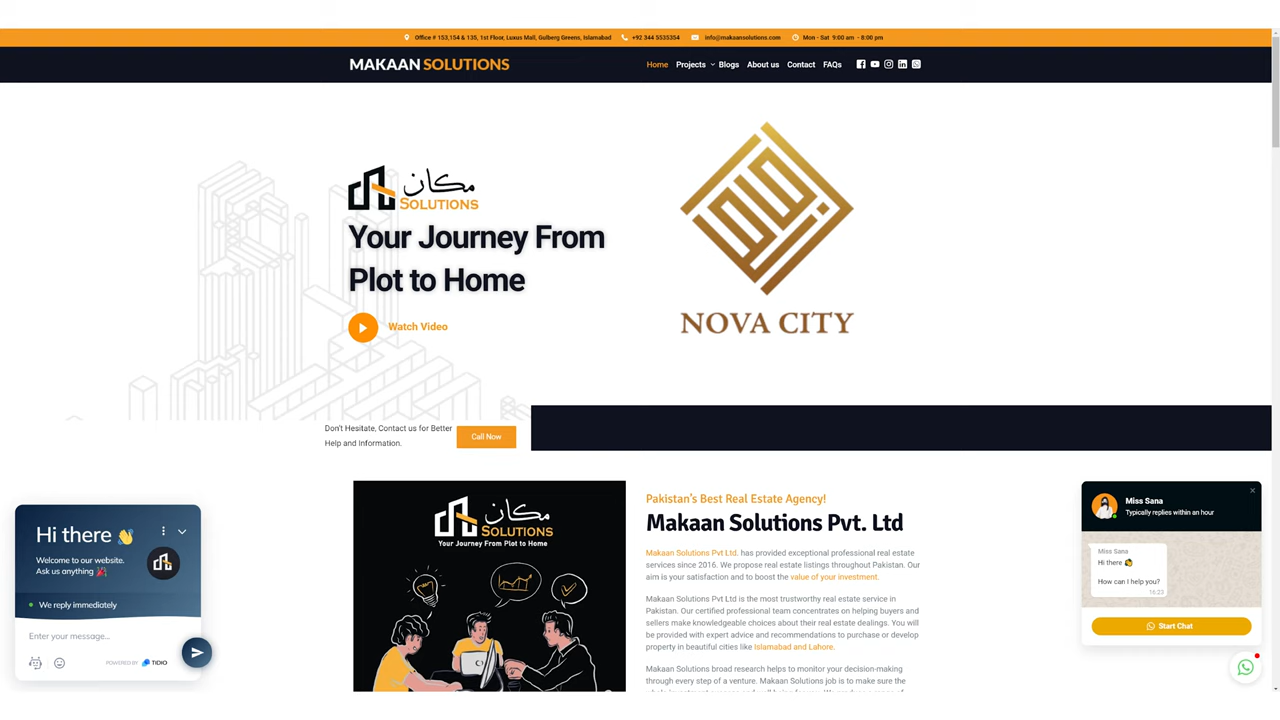 Office # 153,154 & 135, 1st Floor, Luxus Mall, Gulberg Greens, Islamabad +92 344 5535354 info@makaansolutions.com Mon - Sat 9:00 am - 8:00 pm
MAKAAN SOLUTIONS Home Projects Blogs About us Contact FAQs
مكان
SOLUTIONS
Your Journey From
Plot to Home
Watch Video
NOVA CITY
Don't Hesitate, Contact us for Better
Help and Information.
Call Now
مكان
SOLUTIONS
Your Journey From Plot to Home
Pakistan's Best Real Estate Agency!
Makaan Solutions Pvt. Ltd
Makaan Solutions Pvt Ltd. has provided exceptional professional real estate
services since 2016. We propose real estate listings throughout Pakistan. Our
aim is your satisfaction and to boost the value of your investment.
Makaan Solutions Pvt Ltd is the most trustworthy real estate service in
Pakistan. Our certified professional team concentrates on helping buyers and
sellers make knowledgeable choices about their real estate dealings. You will
be provided with expert advice and recommendations to purchase or develop
property in beautiful cities like Islamabad and Lahore.
Makaan Solutions broad research helps to monitor your decision-making
through every step of a venture. Makaan Solutions job is to make sure the
Hi there 👋
Welcome to our website.
Ask us anything 🎉
We reply immediately
Enter your message...
POWERED BY TIDIO
Miss Sana
Typically replies within an hour
Miss Sana
Hi there 👋
How can I help you?
16:23
Start Chat